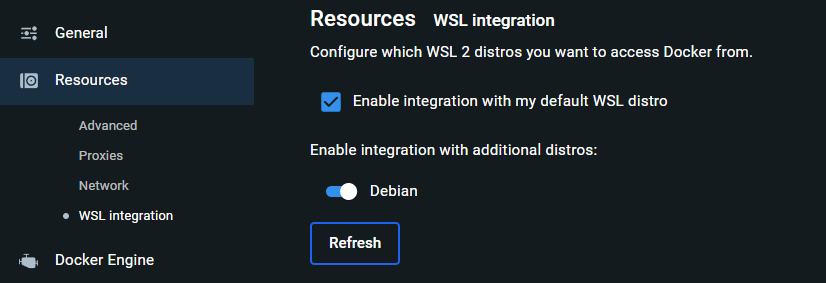 General
Resources
Advanced
Proxies
Network
WSL integration
Docker Engine
Resources WSL integration
Configure which WSL 2 distros you want to access Docker from.
Enable integration with my default WSL distro
Enable integration with additional distros:
Debian
Refresh